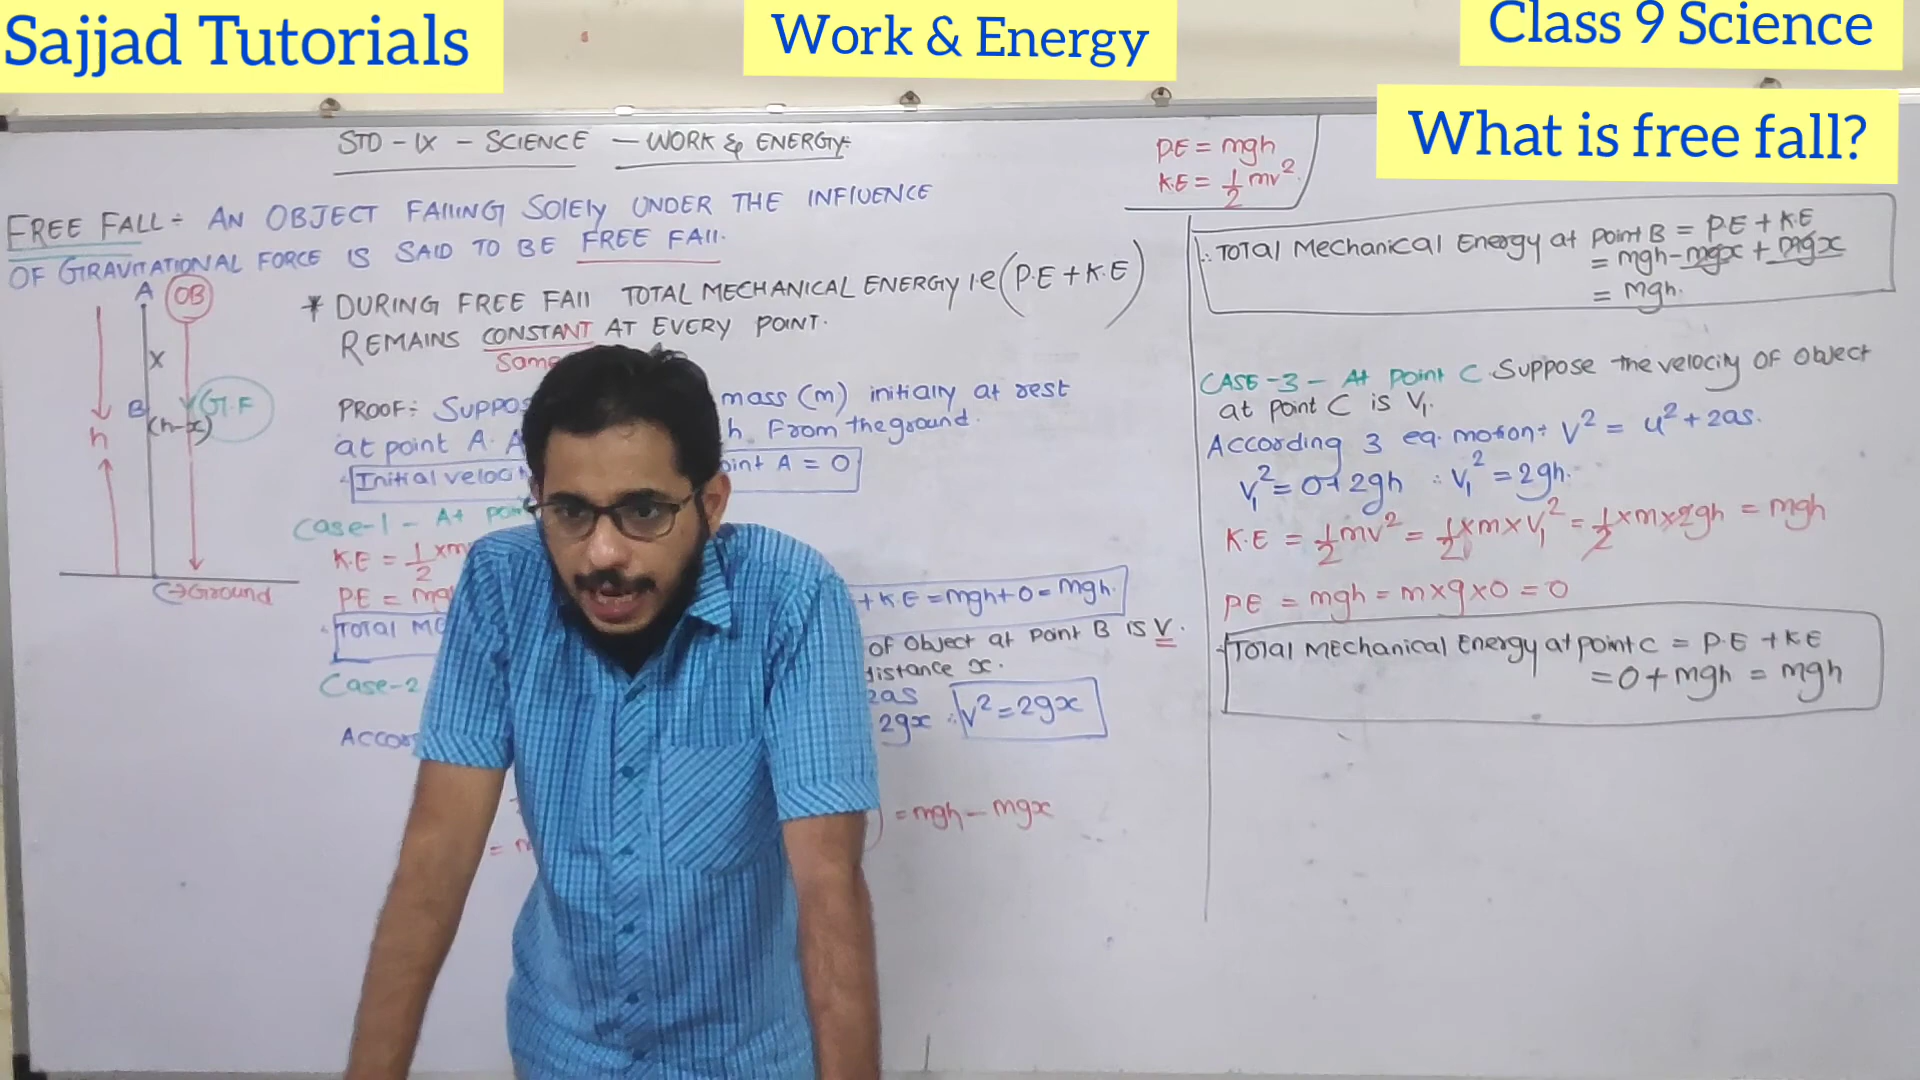 Sajjad Tutorials
Work & Energy
Class 9 Science
What is free fall?
STD - IX - SCIENCE - WORK & ENERGY:
PE = mgh
K.E = 1/2 mv²
FREE FALL: AN OBJECT FALLING SOLELY UNDER THE INFLUENCE
OF GRAVITATIONAL FORCE IS SAID TO BE FREE FALL.
A OB
x
B G.F
(h-x)
h
C→Ground
* DURING FREE FALL TOTAL MECHANICAL ENERGY i.e (P.E + K.E)
REMAINS CONSTANT AT EVERY POINT.
Same
PROOF: mass (m) initially at rest
at point A. h From the ground.
Initial point A = 0
Case-1 - At
K.E = 1/2 ×
P.E =
∴ TOTAL + K.E = mgh + 0 = mgh.
Case-2 of Object at Point B is V.
distance x.
2as
2gx ∴ V² = 2gx
= mgh - mgx
∴ Total Mechanical Energy at point B = P.E + K.E
= mgh - mgx + mgx
= mgh.
CASE-3 - At point C. Suppose the velocity OF Object
at point C is V₁.
According 3 eq. motion: V² = u² + 2as.
V₁² = 0 + 2gh ∴ V₁² = 2gh.
K.E = 1/2 mv² = 1/2 × m × V₁² = 1/2 × m × 2gh = mgh
PE = mgh = m×g×0 = 0
∴ Total Mechanical Energy at point C = P.E + K.E
= 0 + mgh = mgh